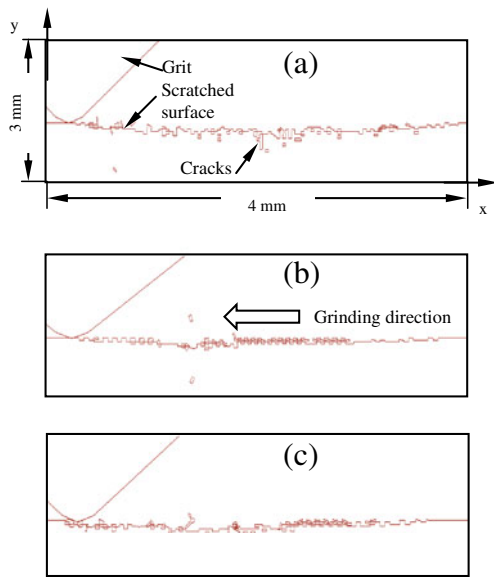 y
(a)
Grit
Scratched
surface
3 mm
Cracks
4 mm
x
(b)
Grinding direction
(c)